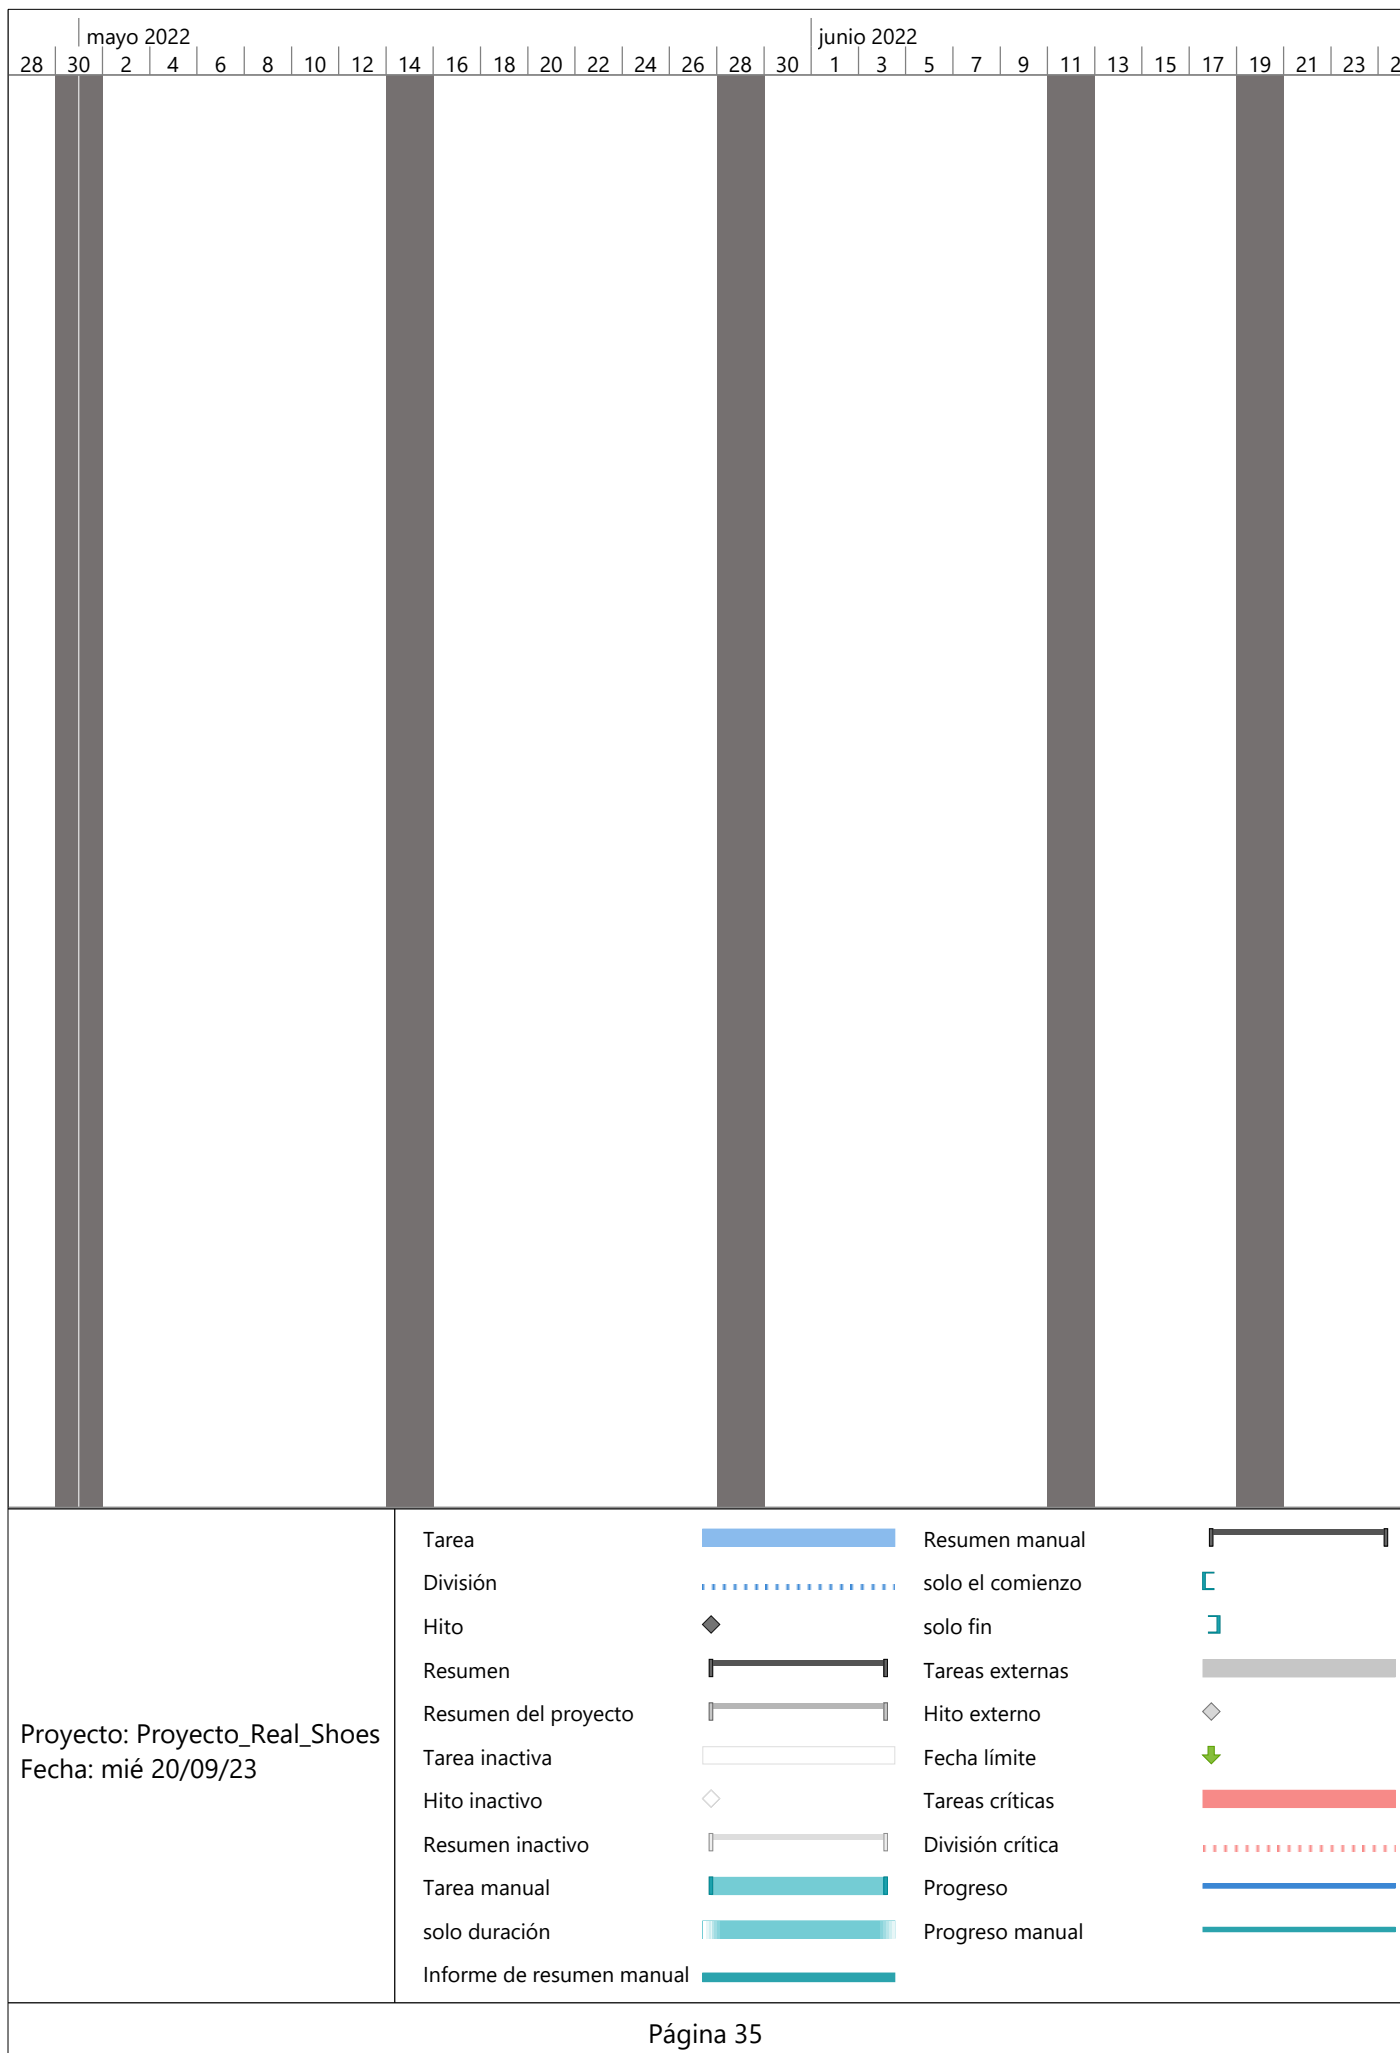 mayo 2022 junio 2022
28 30 2 4 6 8 10 12 14 16 18 20 22 24 26 28 30 1 3 5 7 9 11 13 15 17 19 21 23 2
Proyecto: Proyecto_Real_Shoes
Fecha: mié 20/09/23
Tarea
División
Hito
Resumen
Resumen del proyecto
Tarea inactiva
Hito inactivo
Resumen inactivo
Tarea manual
solo duración
Informe de resumen manual
Resumen manual
solo el comienzo
solo fin
Tareas externas
Hito externo
Fecha límite
Tareas críticas
División crítica
Progreso
Progreso manual
Página 35